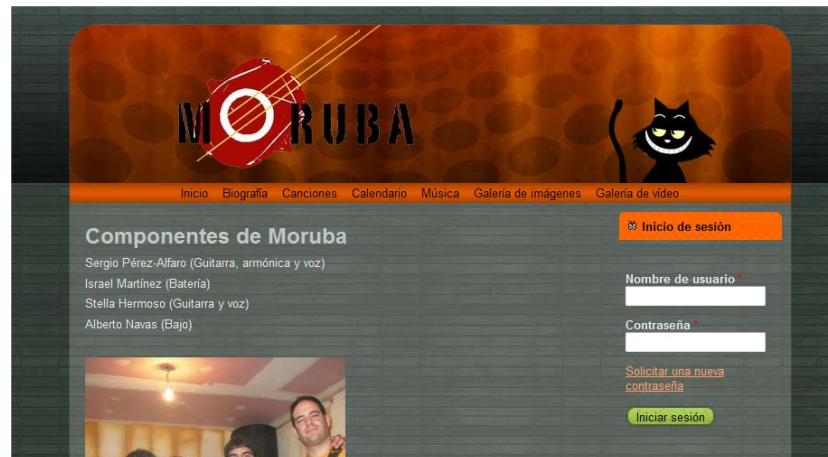 MORUBA
Inicio Biografía Canciones Calendario Música Galería de imágenes Galería de vídeo
Componentes de Moruba
Sergio Pérez-Alfaro (Guitarra, armónica y voz)
Israel Martínez (Batería)
Stella Hermoso (Guitarra y voz)
Alberto Navas (Bajo)
Inicio de sesión
Nombre de usuario *
Contraseña *
Solicitar una nueva
contraseña
Iniciar sesión